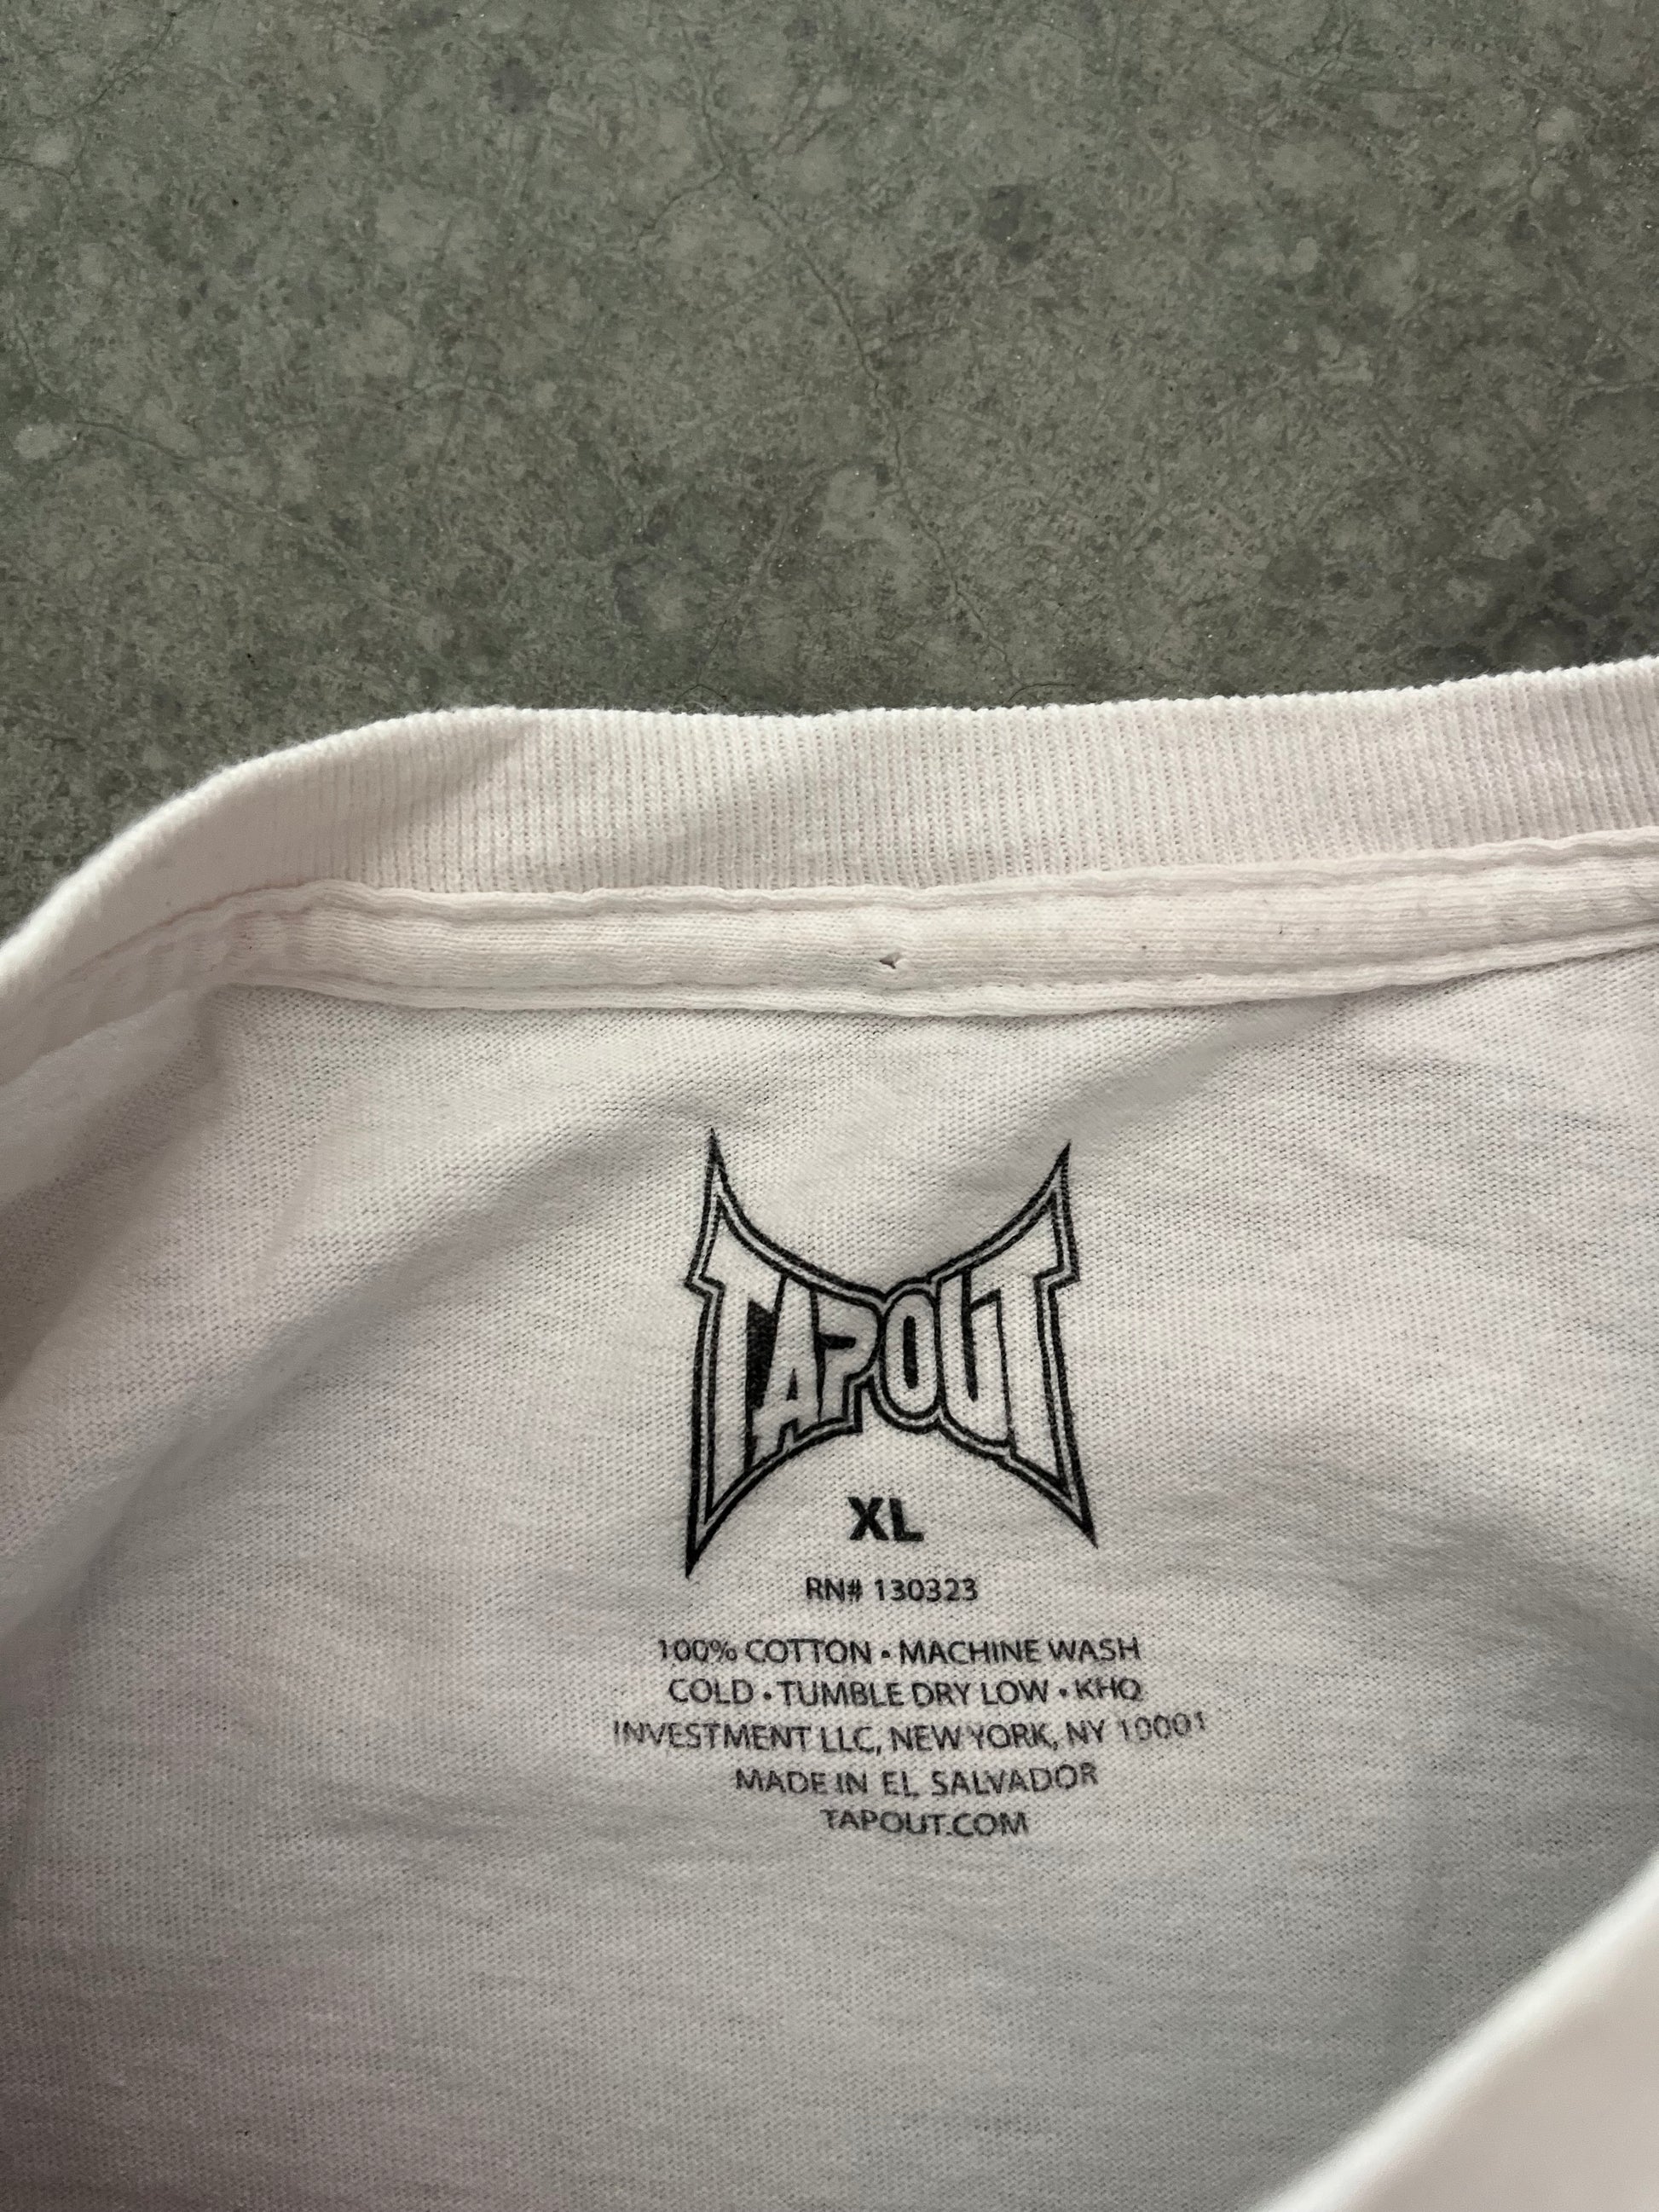 TAPOUT
XL
RN# 130323
100% COTTON • MACHINE WASH
COLD • TUMBLE DRY LOW • KHQ
INVESTMENT LLC, NEW YORK, NY 10001
MADE IN EL SALVADOR
TAPOUT.COM